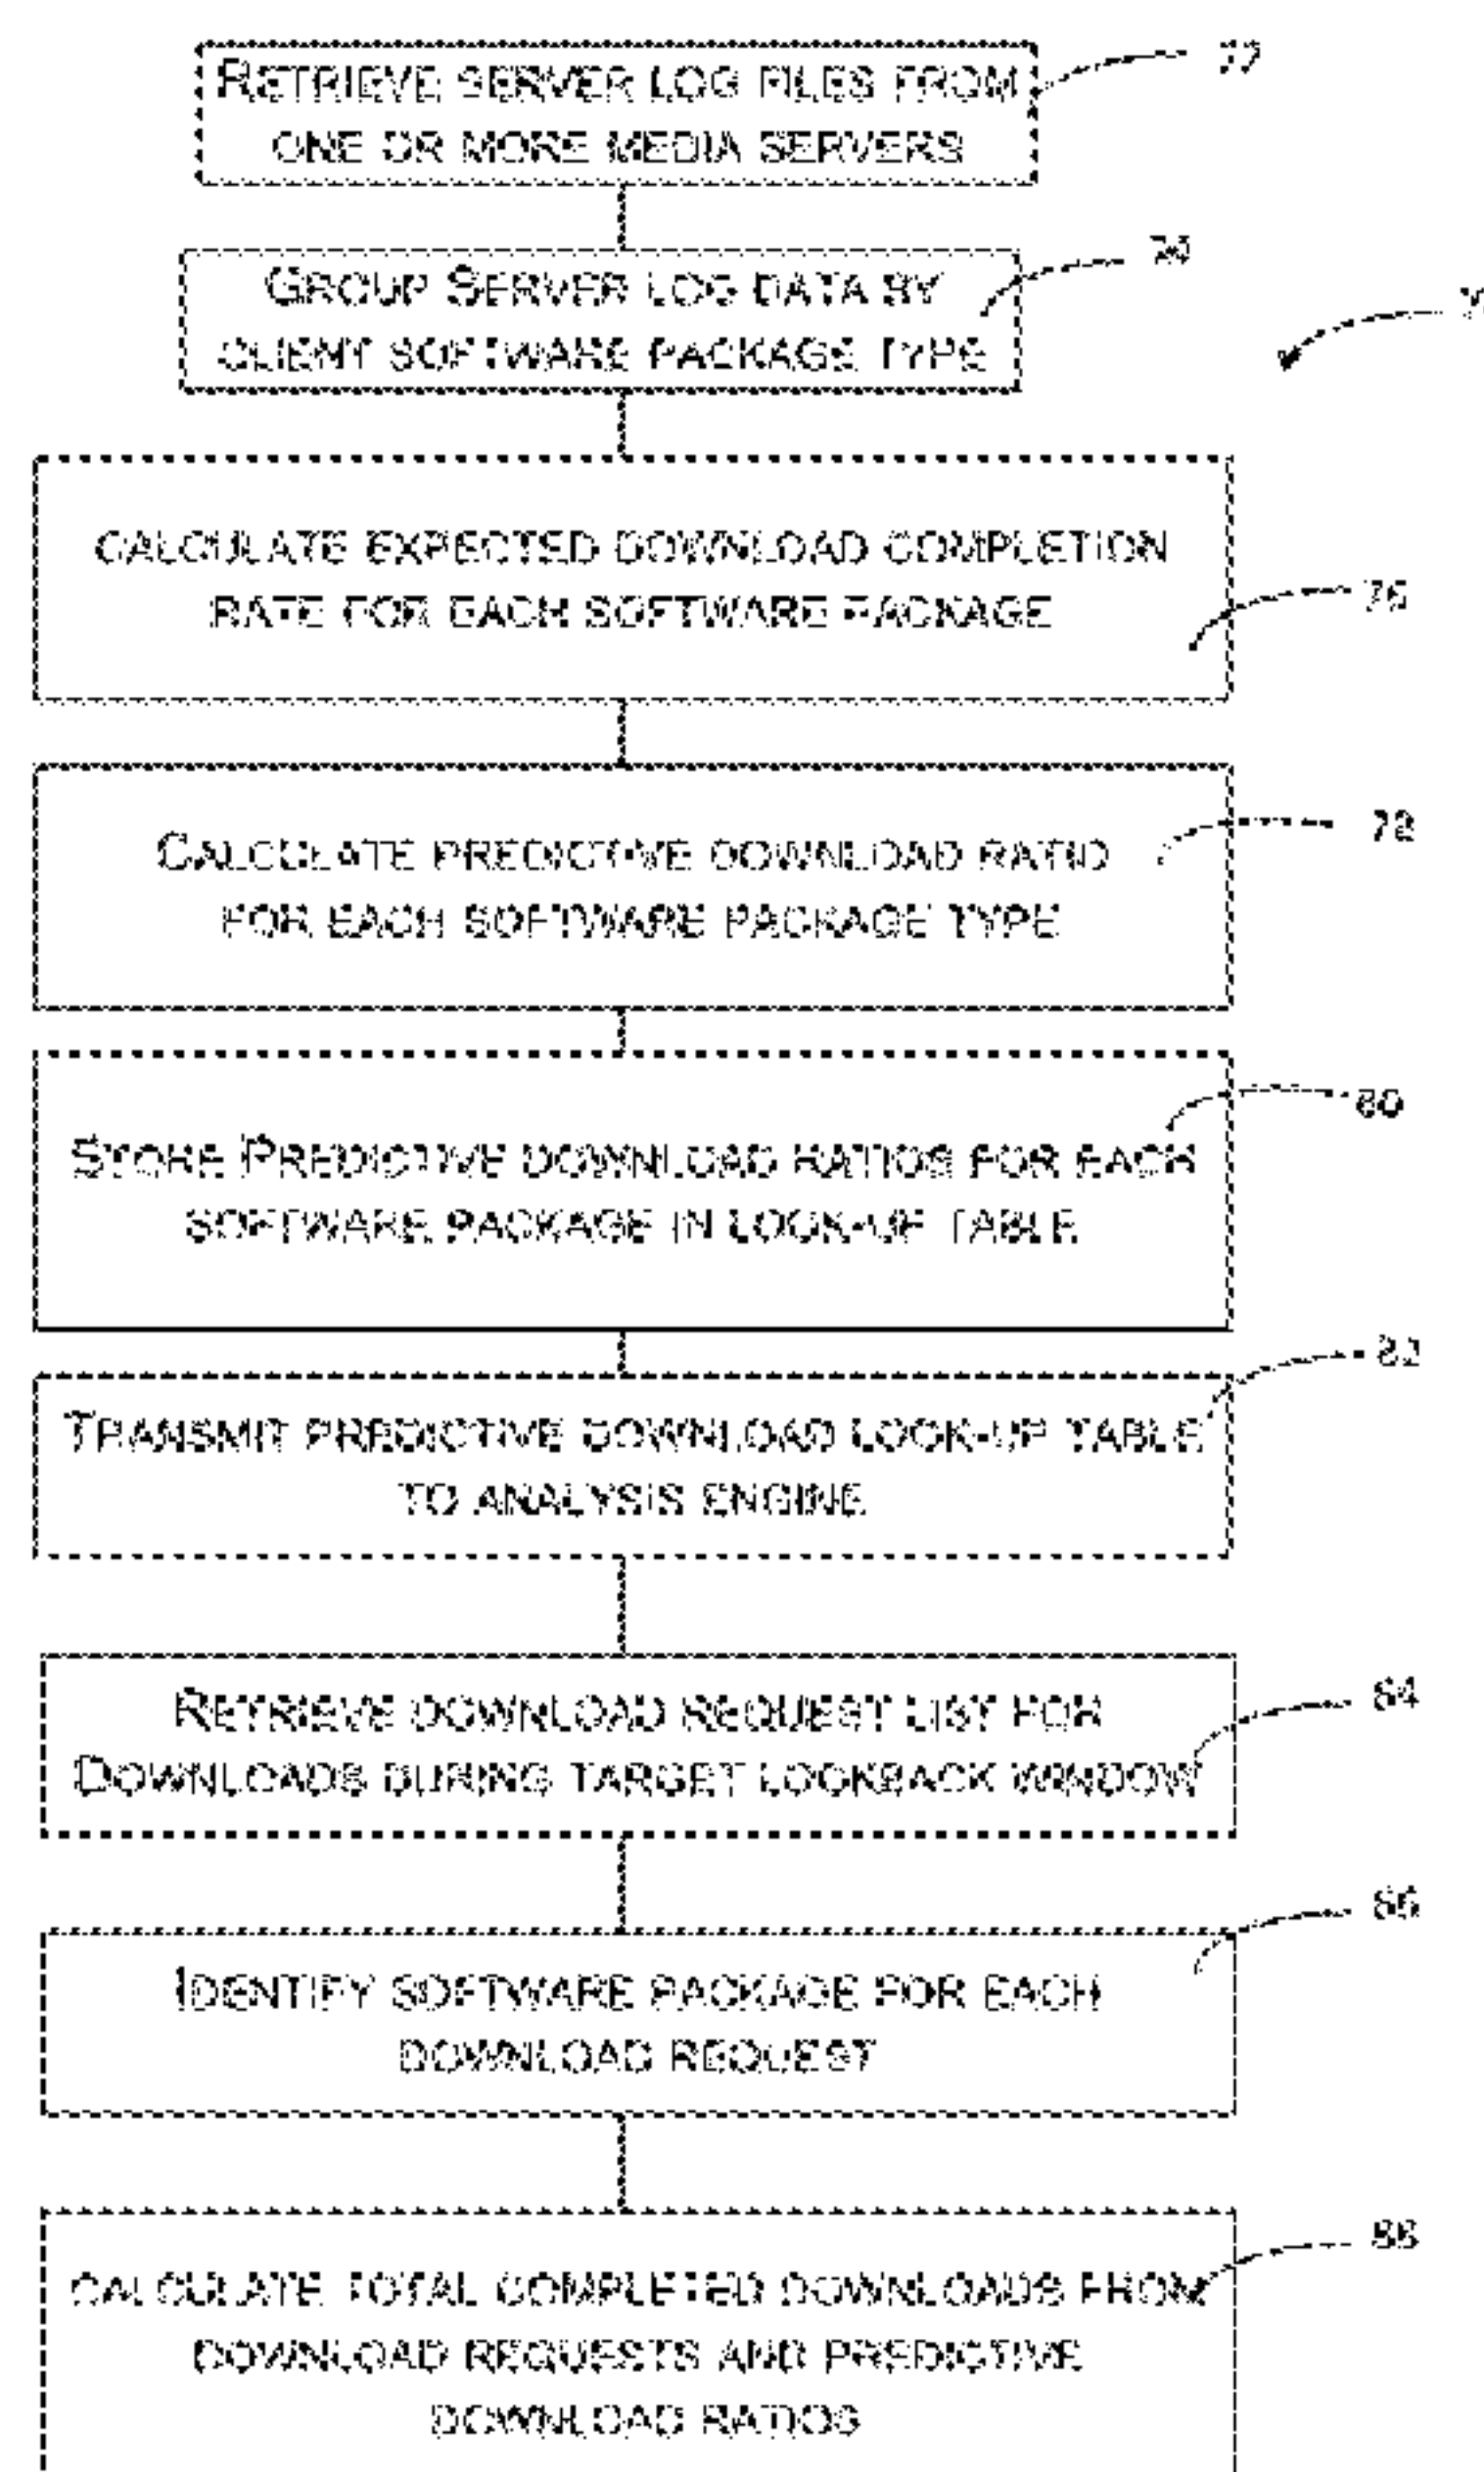 RETRIEVE SERVER LOG FILES FROM
ONE OR MORE MEDIA SERVERS
GROUP SERVER LOG DATA BY
CLIENT SOFTWARE PACKAGE TYPE
74
CALCULATE EXPECTED DOWNLOAD COMPLETION
RATE FOR EACH SOFTWARE PACKAGE
76
CALCULATE PREDICTIVE DOWNLOAD RATIO
FOR EACH SOFTWARE PACKAGE TYPE
78
STORE PREDICTIVE DOWNLOAD RATIOS FOR EACH
SOFTWARE PACKAGE IN LOOK-UP TABLE
80
TRANSMIT PREDICTIVE DOWNLOAD LOOK-UP TABLE
TO ANALYSIS ENGINE
82
RETRIEVE DOWNLOAD REQUEST LIST FOR
DOWNLOADS DURING TARGET LOOKBACK WINDOW
84
IDENTIFY SOFTWARE PACKAGE FOR EACH
DOWNLOAD REQUEST
86
CALCULATE TOTAL COMPLETED DOWNLOADS FROM
DOWNLOAD REQUESTS AND PREDICTIVE
DOWNLOAD RATIOS
88